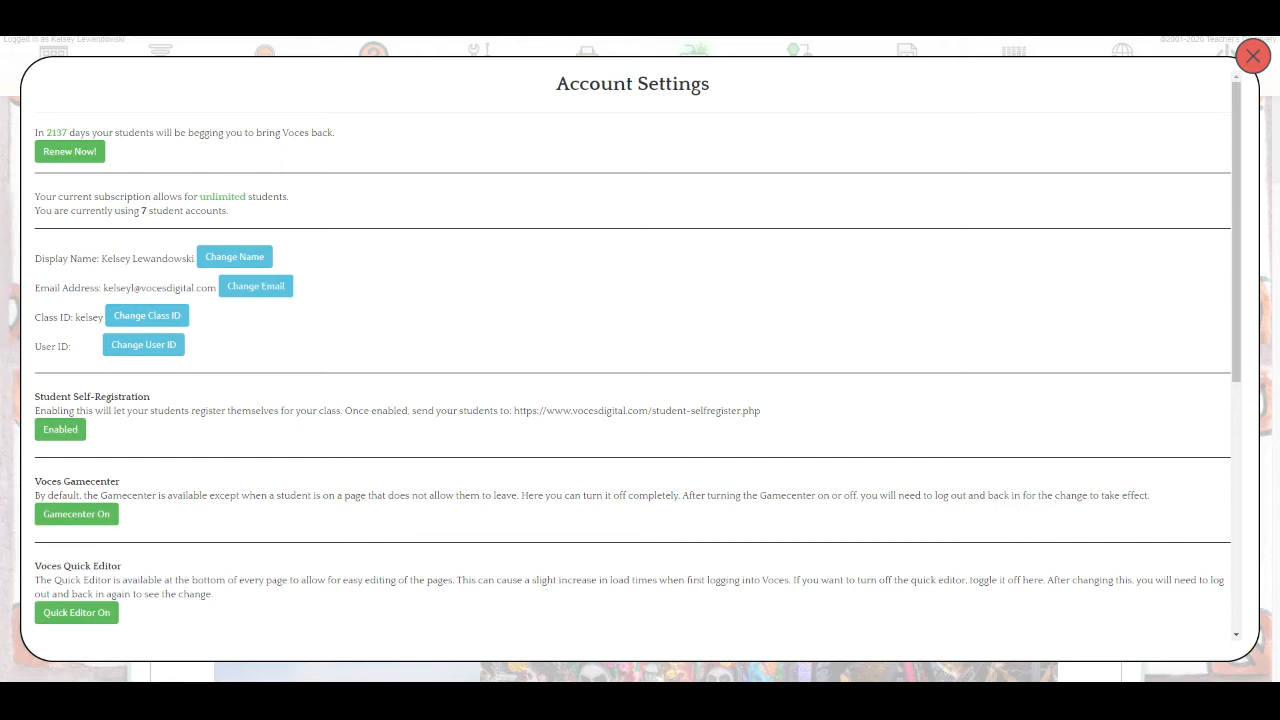 Logged in as Kelsey Lewandowski
©2001-2020 Teacher's Discovery
Account Settings
In 2137 days your students will be begging you to bring Voces back.
Renew Now!
Your current subscription allows for unlimited students.
You are currently using 7 student accounts.
Display Name: Kelsey Lewandowski Change Name
Email Address: kelseyl@vocesdigital.com Change Email
Class ID: kelsey Change Class ID
User ID: Change User ID
Student Self-Registration
Enabling this will let your students register themselves for your class. Once enabled, send your students to: https://www.vocesdigital.com/student-selfregister.php
Enabled
Voces Gamecenter
By default, the Gamecenter is available except when a student is on a page that does not allow them to leave. Here you can turn it off completely. After turning the Gamecenter on or off, you will need to log out and back in for the change to take effect.
Gamecenter On
Voces Quick Editor
The Quick Editor is available at the bottom of every page to allow for easy editing of the pages. This can cause a slight increase in load times when first logging into Voces. If you want to turn off the quick editor, toggle it off here. After changing this, you will need to log
out and back in again to see the change.
Quick Editor On